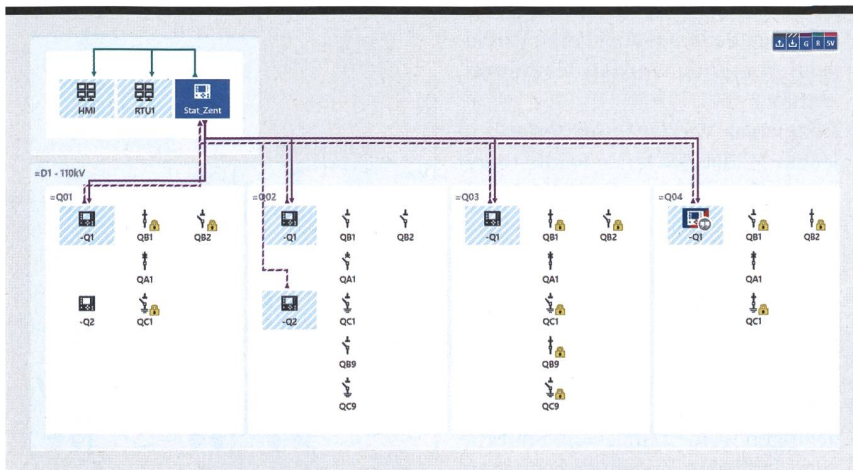 G R SV
HMI RTU1 Stat_Zent
=D1 - 110kV
=Q01
-Q1 QB1 QB2
QA1
-Q2 QC1
=Q02
-Q1 QB1 QB2
QA1
-Q2 QC1
QB9
QC9
=Q03
-Q1 QB1 QB2
QA1
QC1
QB9
QC9
=Q04
-Q1 QB1 QB2
QA1
QC1